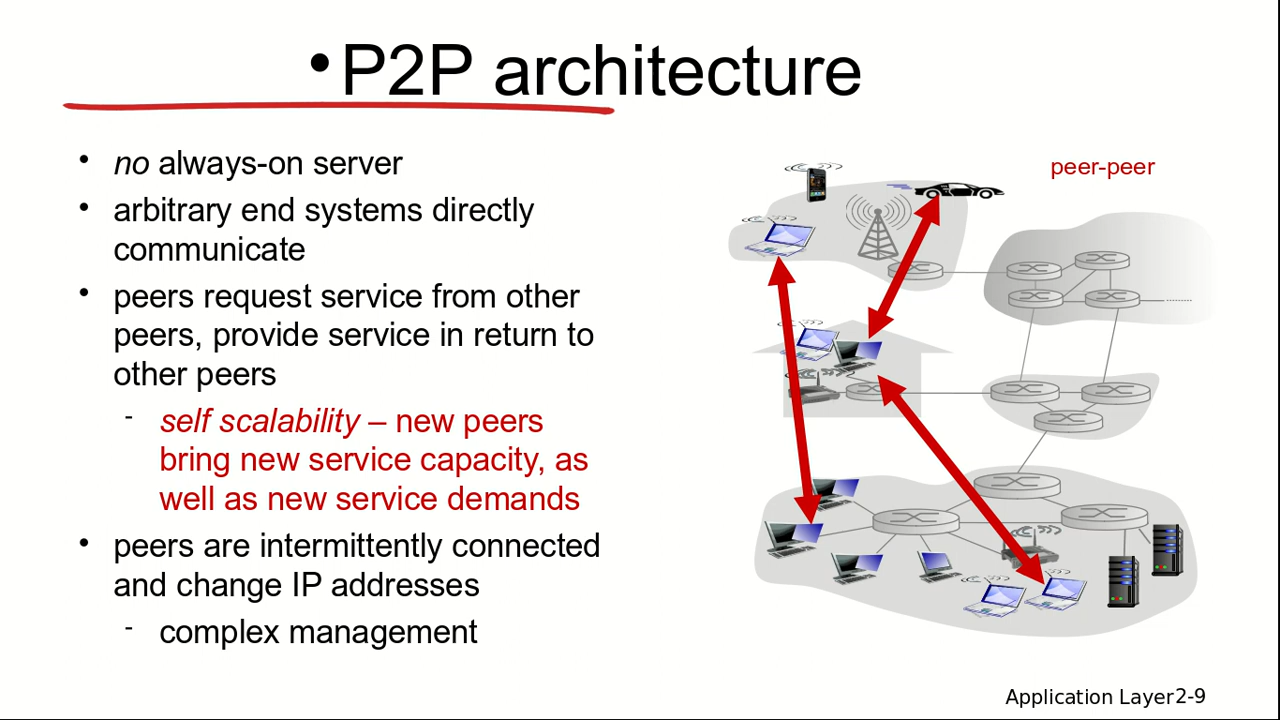 •P2P architecture
• no always-on server
• arbitrary end systems directly
communicate
• peers request service from other
peers, provide service in return to
other peers
- self scalability – new peers
bring new service capacity, as
well as new service demands
• peers are intermittently connected
and change IP addresses
- complex management
peer-peer
Application Layer2-9